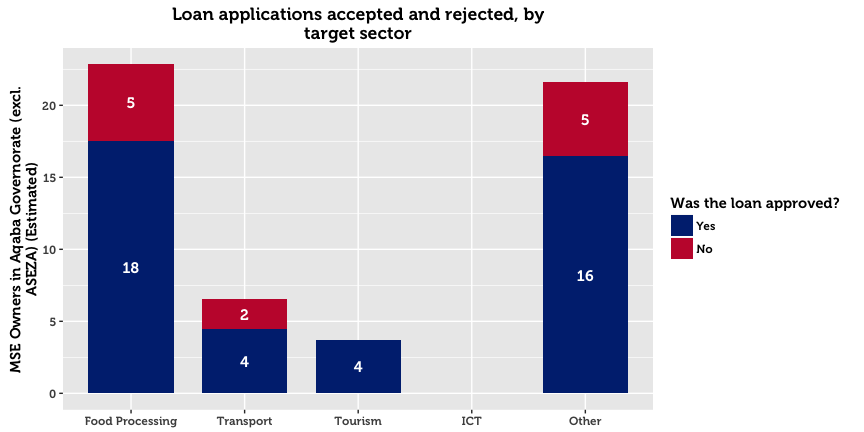 Loan applications accepted and rejected, by
target sector
MSE Owners in Aqaba Governorate (excl.
ASEZA) (Estimated)
20
15
10
5
0
5
18
2
4
4
5
16
Food Processing
Transport
Tourism
ICT
Other
Was the loan approved?
Yes
No